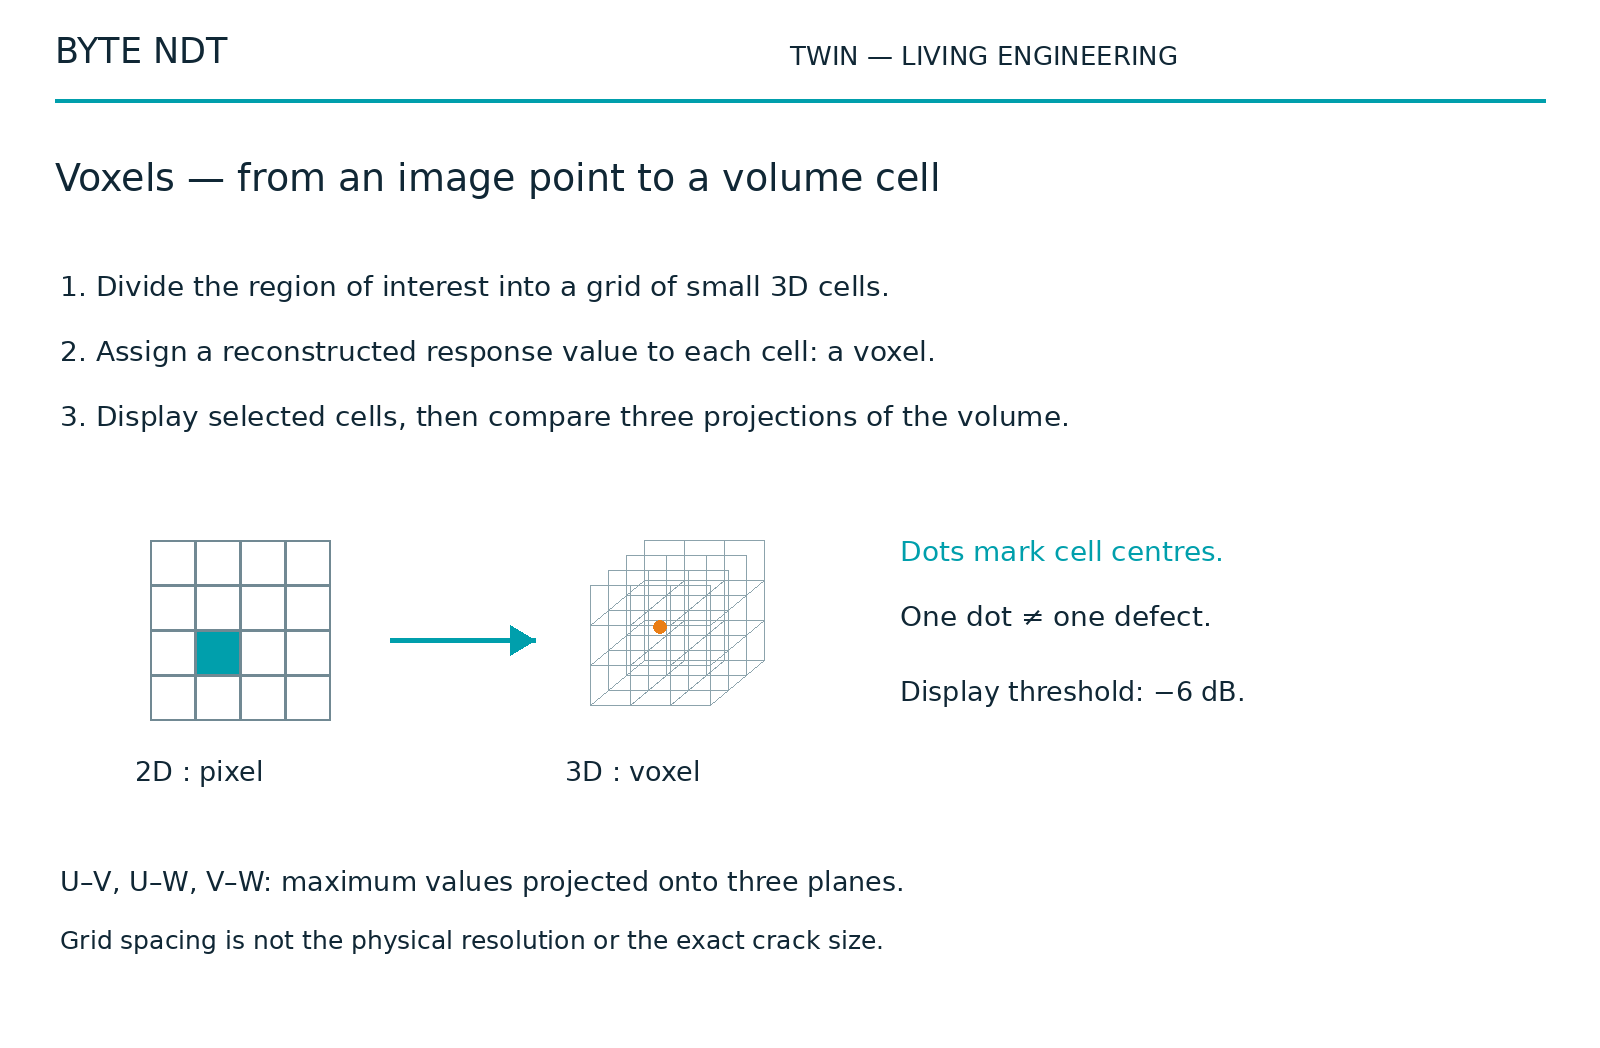 BYTE NDT
TWIN — LIVING ENGINEERING
Voxels — from an image point to a volume cell
1. Divide the region of interest into a grid of small 3D cells.
2. Assign a reconstructed response value to each cell: a voxel.
3. Display selected cells, then compare three projections of the volume.
Dots mark cell centres.
One dot ≠ one defect.
Display threshold: −6 dB.
2D : pixel
3D : voxel
U–V, U–W, V–W: maximum values projected onto three planes.
Grid spacing is not the physical resolution or the exact crack size.